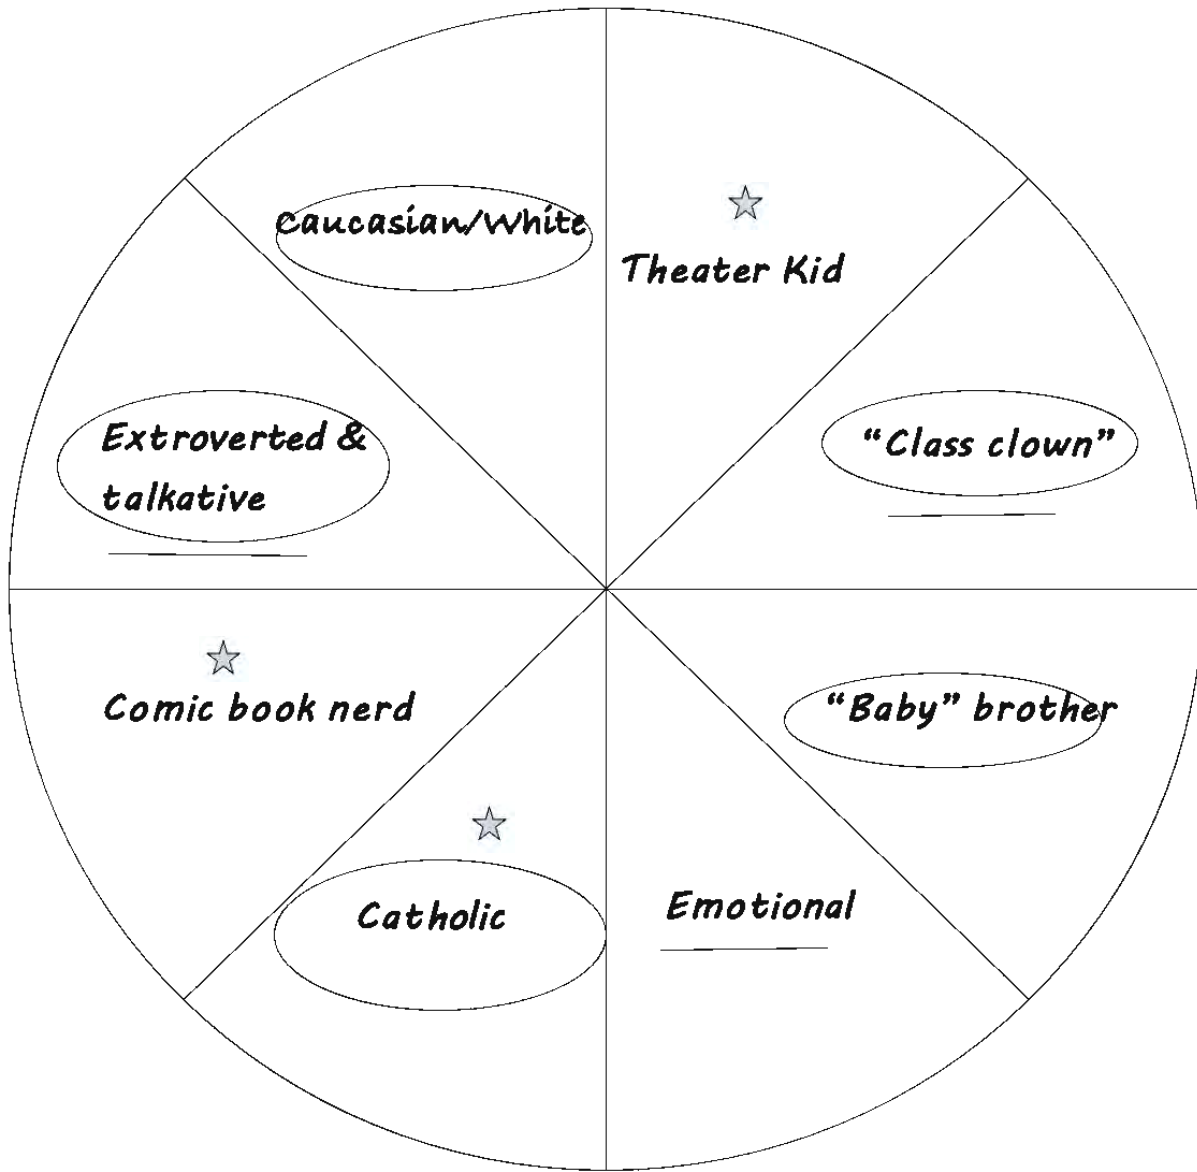 Caucasian/White
Theater Kid
Extroverted &
talkative
“Class clown”
Comic book nerd
“Baby” brother
Catholic
Emotional